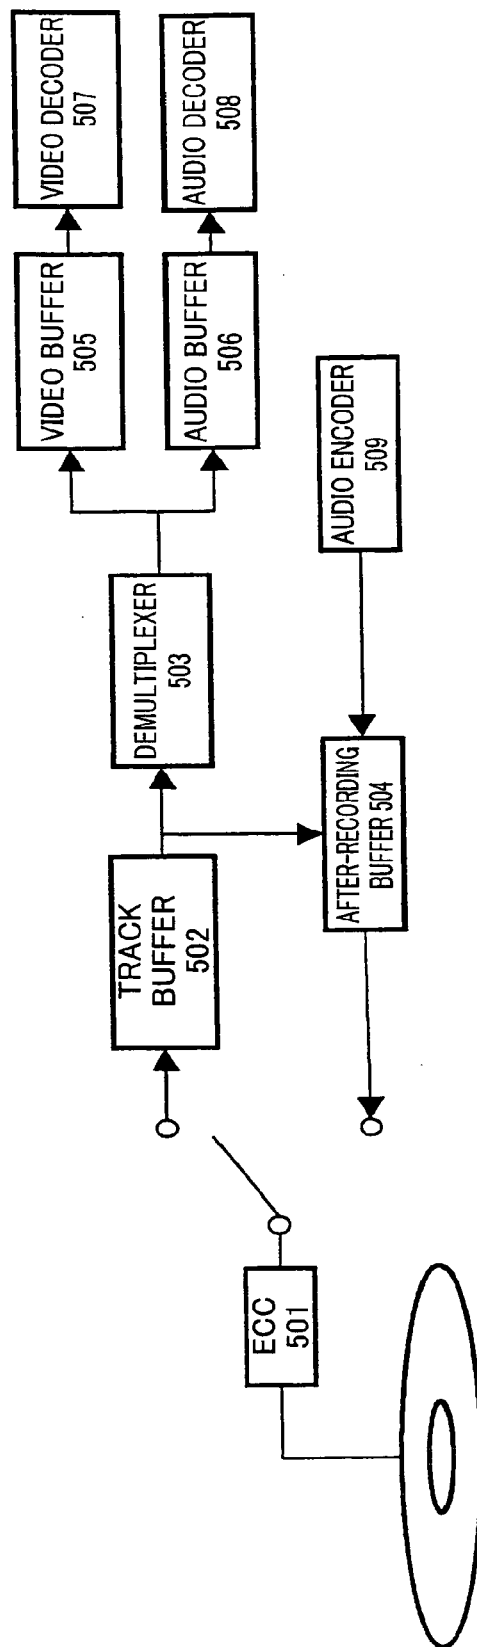 VIDEO DECODER
507
AUDIO DECODER
508
VIDEO BUFFER
505
AUDIO BUFFER
506
DEMULTIPLEXER
503
AUDIO ENCODER
509
TRACK
BUFFER
502
AFTER-RECORDING
BUFFER 504
ECC
501